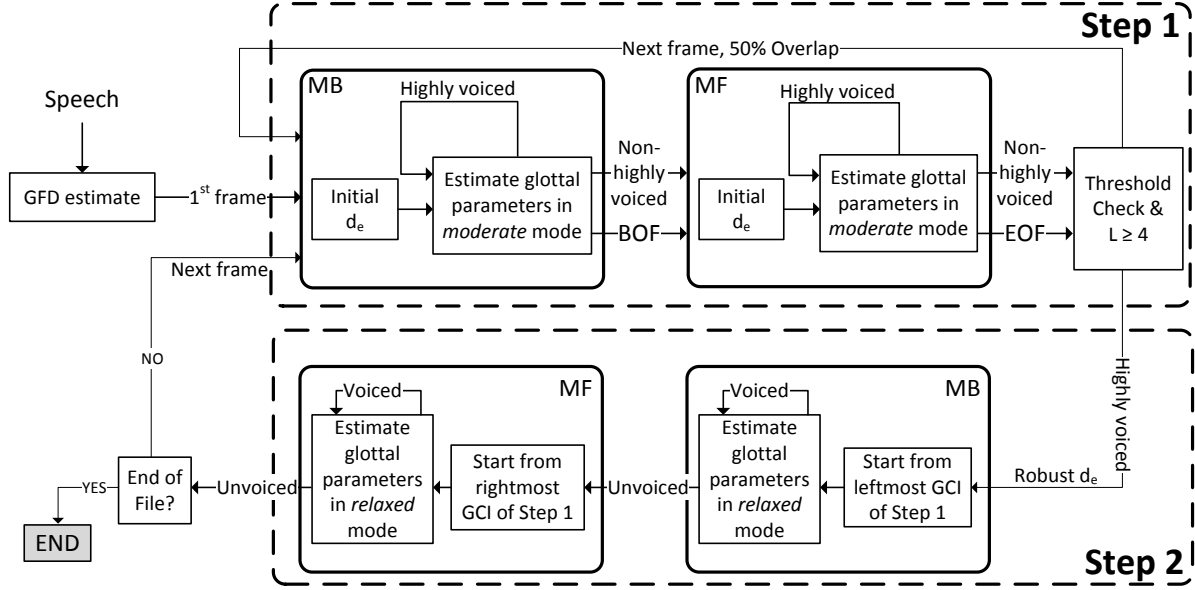 Step 1
Next frame, 50% Overlap
MB
Highly voiced
Initial
dₑ
Estimate glottal
parameters in
moderate mode
Non-
highly
voiced
BOF
MF
Highly voiced
Initial
dₑ
Estimate glottal
parameters in
moderate mode
Non-
highly
voiced
EOF
Threshold
Check &
L ≥ 4
Speech
GFD estimate
1st frame
Next frame
NO
Highly voiced
Robust dₑ
MB
Voiced
Estimate
glottal
parameters
in relaxed
mode
Start from
leftmost GCI
of Step 1
Unvoiced
MF
Voiced
Estimate
glottal
parameters
in relaxed
mode
Start from
rightmost
GCI of Step 1
Unvoiced
End of
File?
YES
END
Step 2